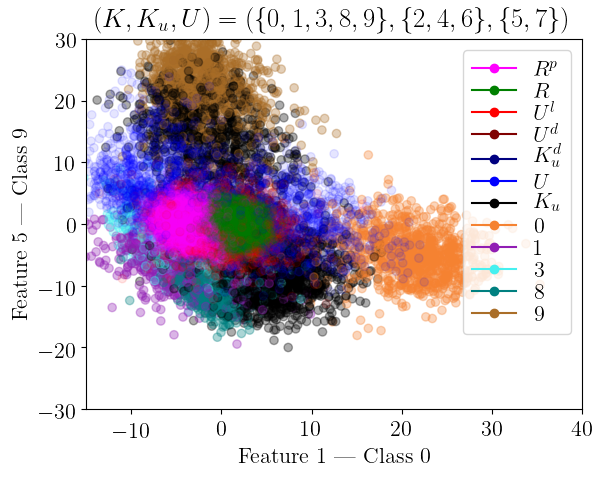 (K, K_u, U) = ({0, 1, 3, 8, 9}, {2, 4, 6}, {5, 7})
30
20
10
0
−10
−20
−30
Feature 5 — Class 9
R^p
R
U^l
U^d
K_u^d
U
K_u
0
1
3
8
9
−10
0
10
20
30
40
Feature 1 — Class 0